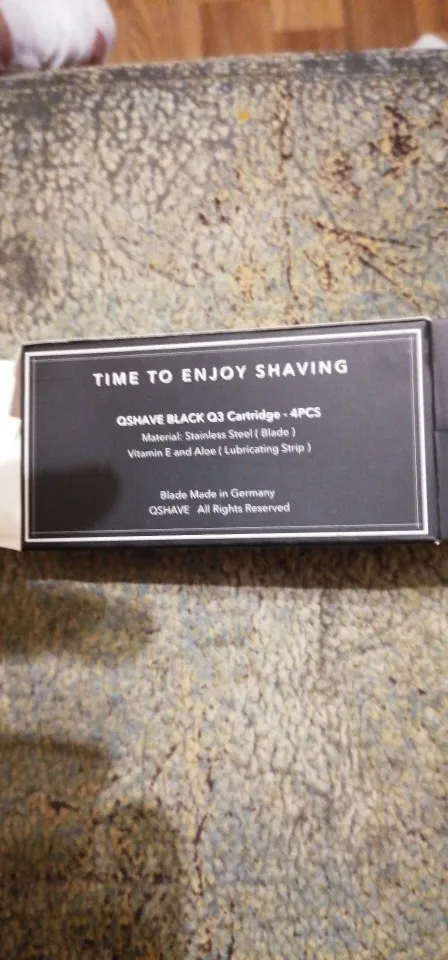 TIME TO ENJOY SHAVING
QSHAVE BLACK Q3 Cartridge - 4PCS
Material: Stainless Steel ( Blade )
Vitamin E and Aloe ( Lubricating Strip )
Blade Made in Germany
QSHAVE All Rights Reserved